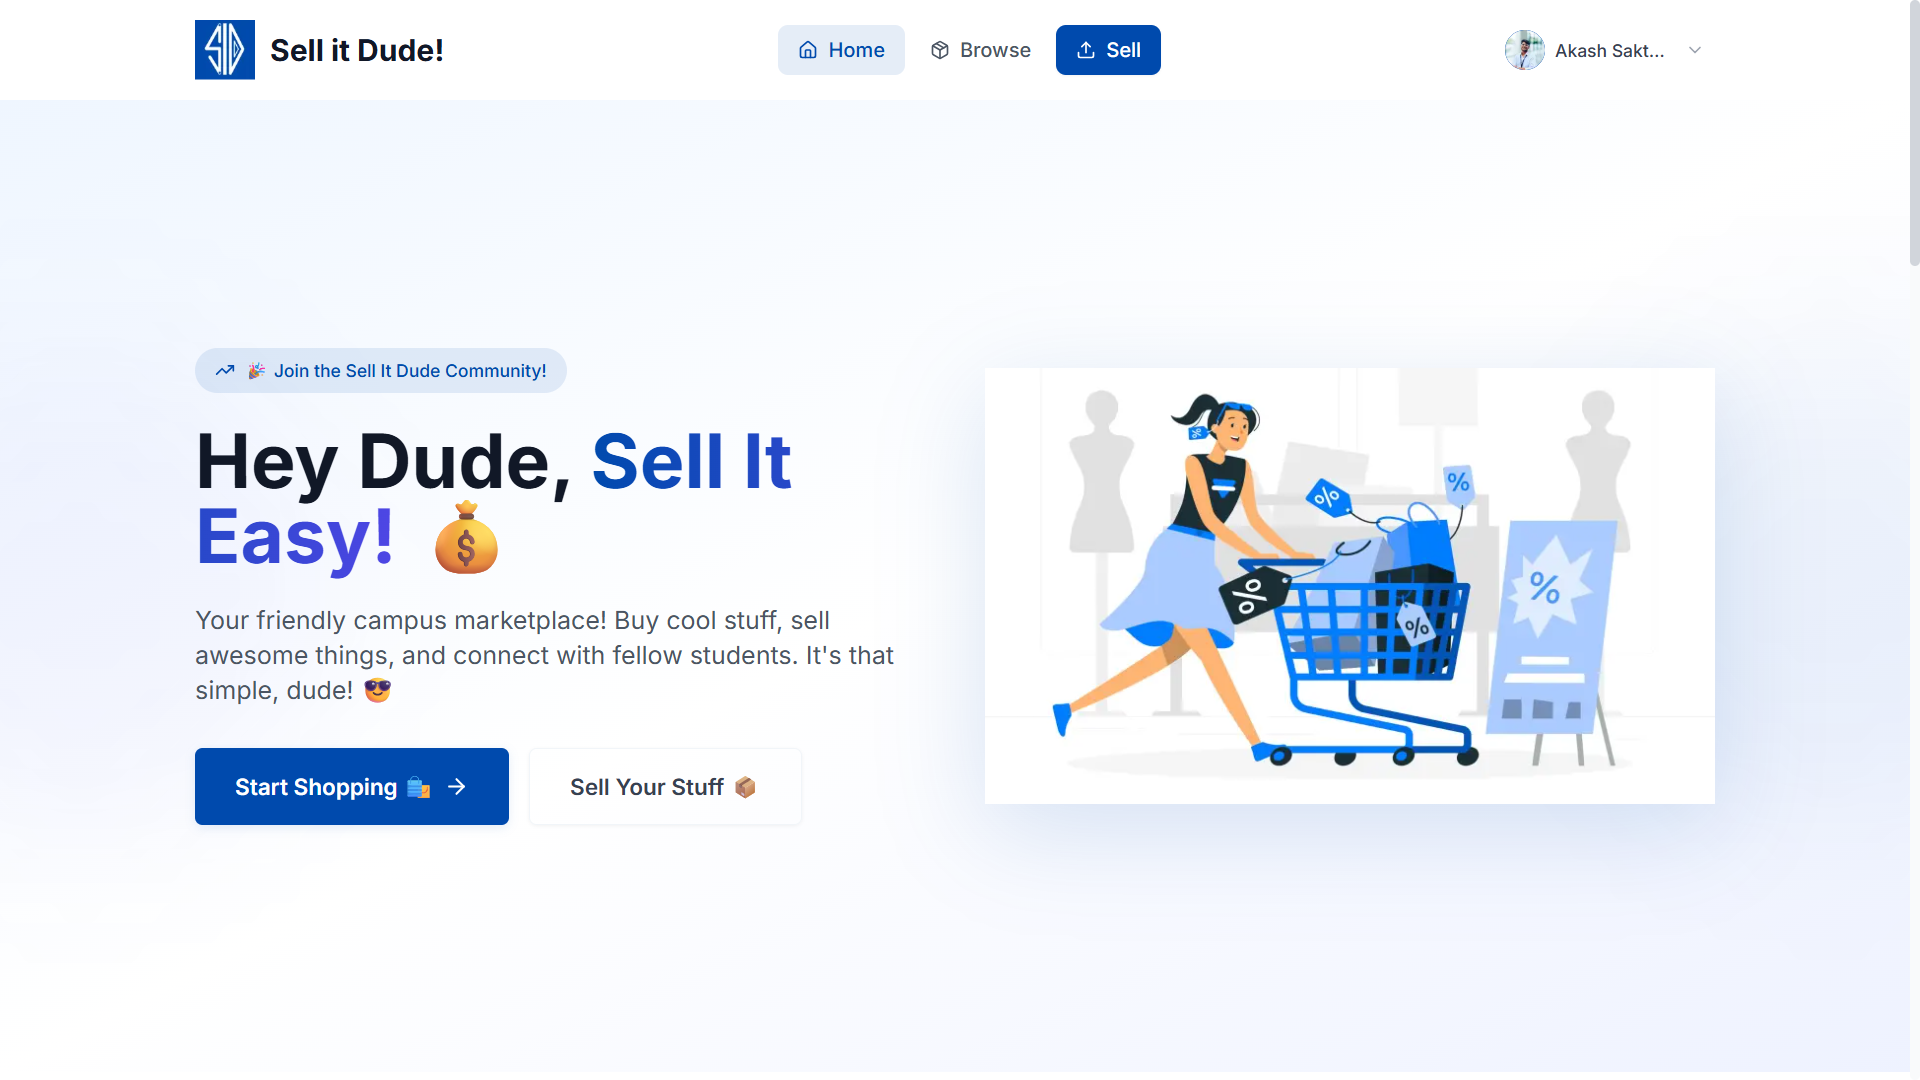 SID
Sell it Dude!
Home
Browse
Sell
Akash Sakt...
🎉 Join the Sell It Dude Community!
Hey Dude, Sell It
Easy! 💰
Your friendly campus marketplace! Buy cool stuff, sell
awesome things, and connect with fellow students. It's that
simple, dude! 😎
Start Shopping 🛍️ →
Sell Your Stuff 📦
%
%
%
%
%
%